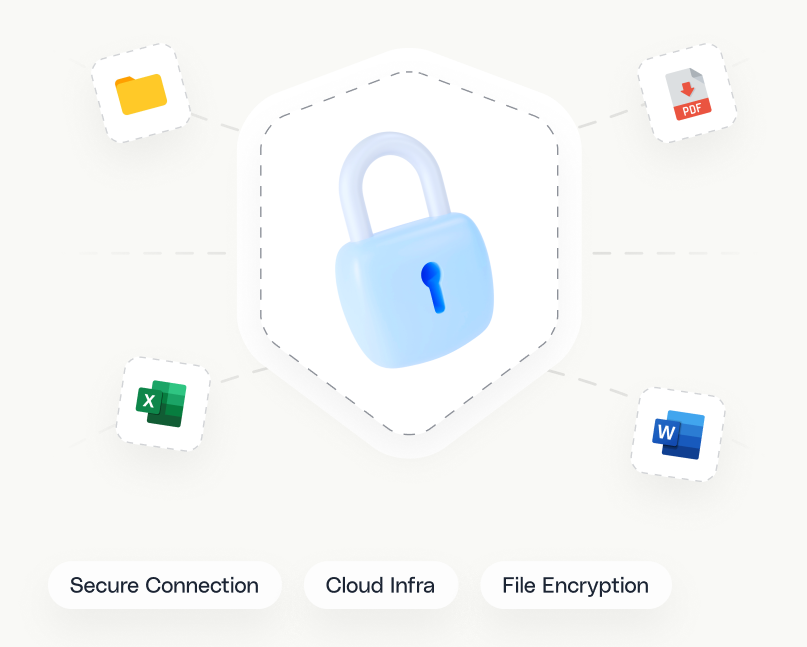 PDF
X
W
Secure Connection
Cloud Infra
File Encryption